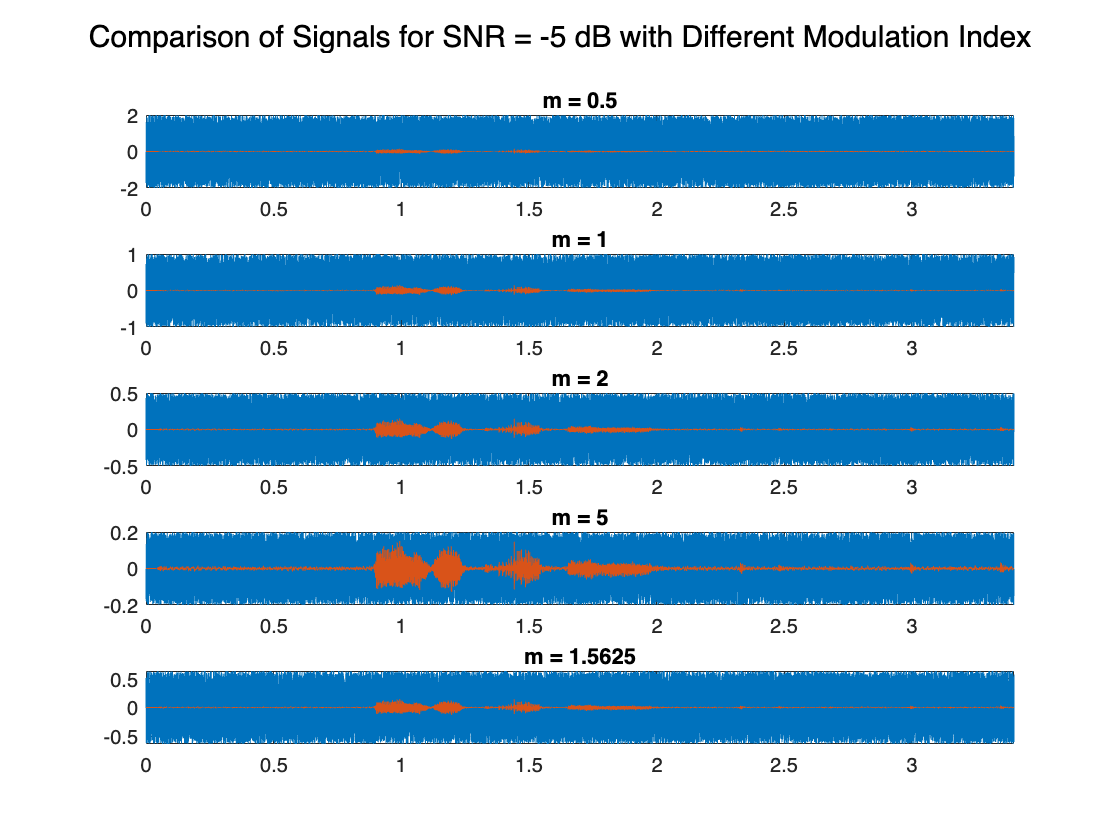 Comparison of Signals for SNR = -5 dB with Different Modulation Index
m = 0.5
2
0
-2
0 0.5 1 1.5 2 2.5 3
m = 1
1
0
-1
0 0.5 1 1.5 2 2.5 3
m = 2
0.5
0
-0.5
0 0.5 1 1.5 2 2.5 3
m = 5
0.2
0
-0.2
0 0.5 1 1.5 2 2.5 3
m = 1.5625
0.5
0
-0.5
0 0.5 1 1.5 2 2.5 3